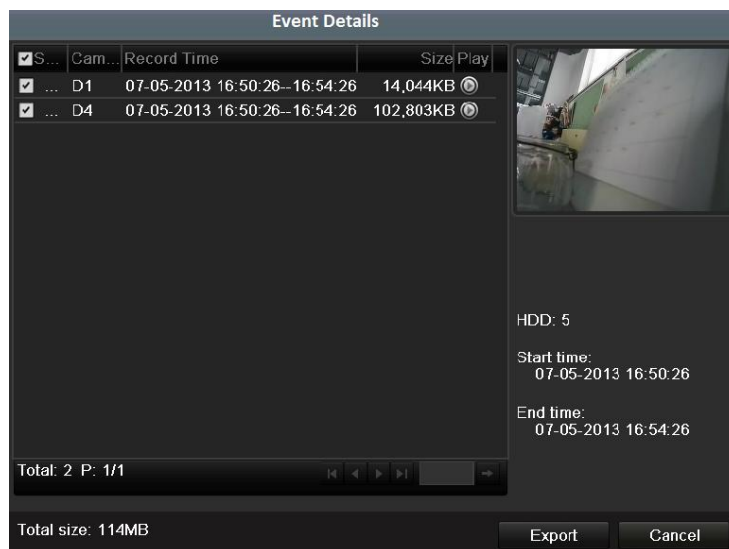 Event Details
S... Cam... Record Time Size Play
... D1 07-05-2013 16:50:26--16:54:26 14,044KB
... D4 07-05-2013 16:50:26--16:54:26 102,803KB
HDD: 5
Start time:
07-05-2013 16:50:26
End time:
07-05-2013 16:54:26
Total: 2 P: 1/1
Total size: 114MB
Export Cancel